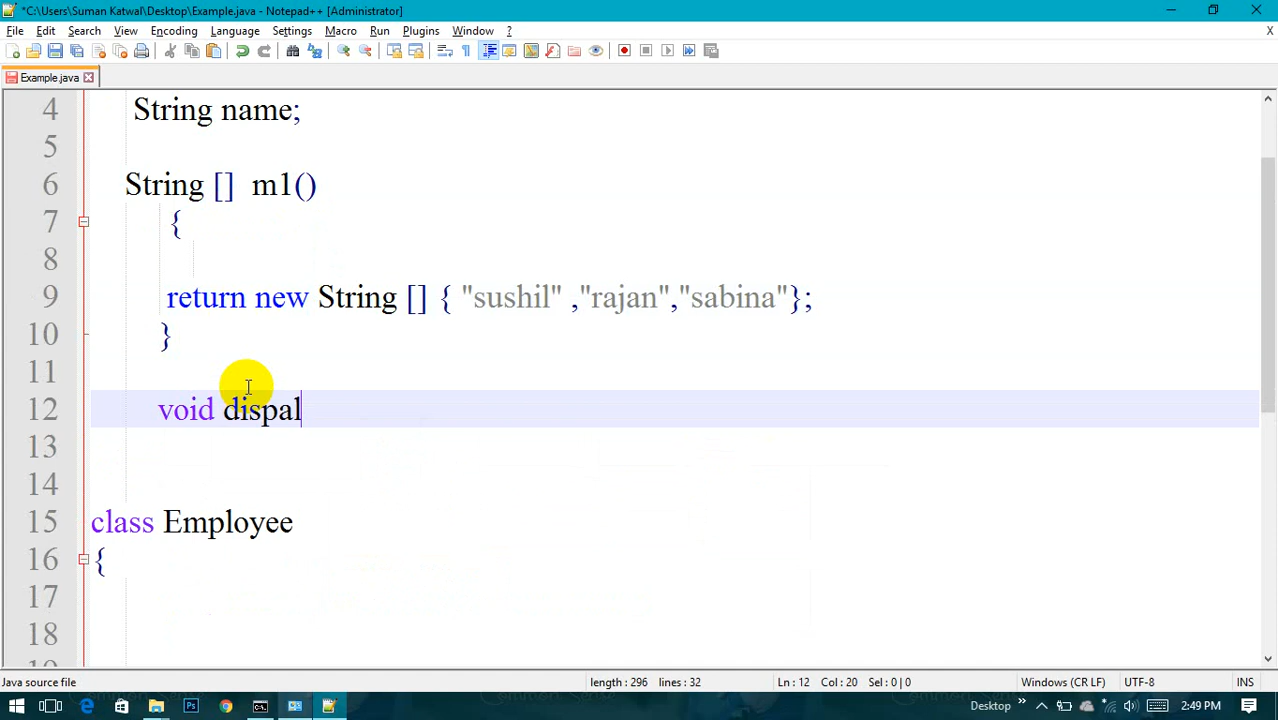 *C:\Users\Suman Katwal\Desktop\Example.java - Notepad++ [Administrator]
File Edit Search View Encoding Language Settings Macro Run Plugins Window ? X
Example.java
4 String name;
5
6 String [] m1()
7 {
8
9 return new String [] { "sushil" ,"rajan","sabina"};
10 }
11
12 void dispal
13
14
15 class Employee
16 {
17
18
Java source file length : 296 lines : 32 Ln : 12 Col : 20 Sel : 0 | 0 Windows (CR LF) UTF-8 INS
Desktop 2:49 PM